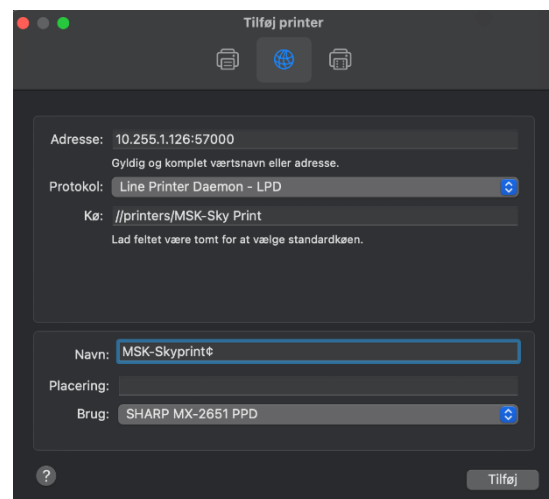 Tilføj printer
Adresse: 10.255.1.126:57000
Gyldig og komplet værtsnavn eller adresse.
Protokol: Line Printer Daemon - LPD
Kø: //printers/MSK-Sky Print
Lad feltet være tomt for at vælge standardkøen.
Navn: MSK-Skyprint¢
Placering:
Brug: SHARP MX-2651 PPD
?
Tilføj